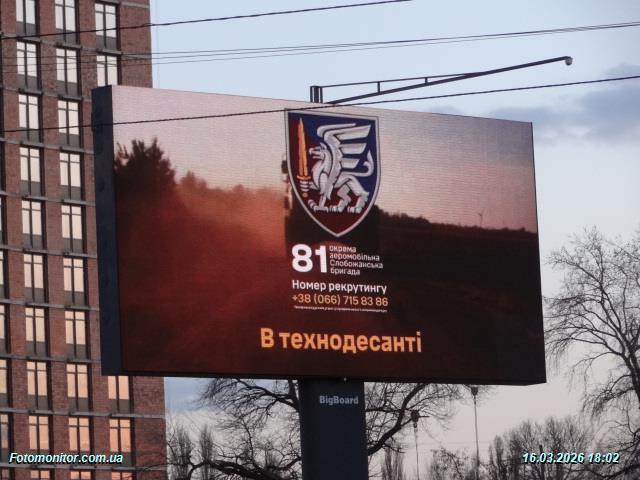 81
окрема
аеромобільна
Слобожанська
бригада
Номер рекрутингу
+38 (066) 715 83 86
В технодесанті
BigBoard
Fotomonitor.com.ua
16.03.2026 18:02